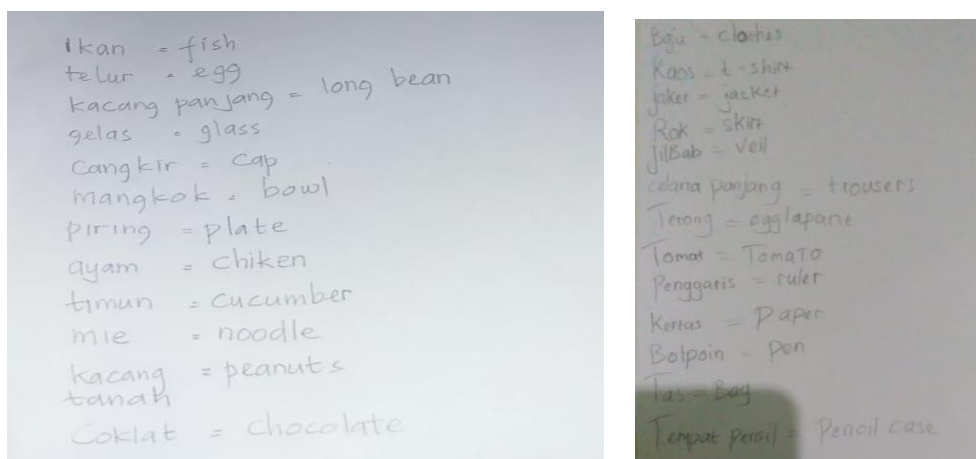 Ikan = fish
telur = egg
kacang panjang = long bean
gelas = glass
Cangkir = Cap
mangkok = bowl
piring = plate
ayam = Chiken
timun = Cucumber
mie = noodle
kacang = peanuts
tanah
Coklat = Chocolate
Baju = clothes
Kaos = t-shirt
jaket = jacket
Rok = skirt
JilBab = Veil
celana panjang = trousers
Terong = egglapant
Tomat = TomaTo
Penggaris = ruler
Kertas = Paper
Bolpoin = Pen
Tas = Bag
Tempat pensil = Pencil case